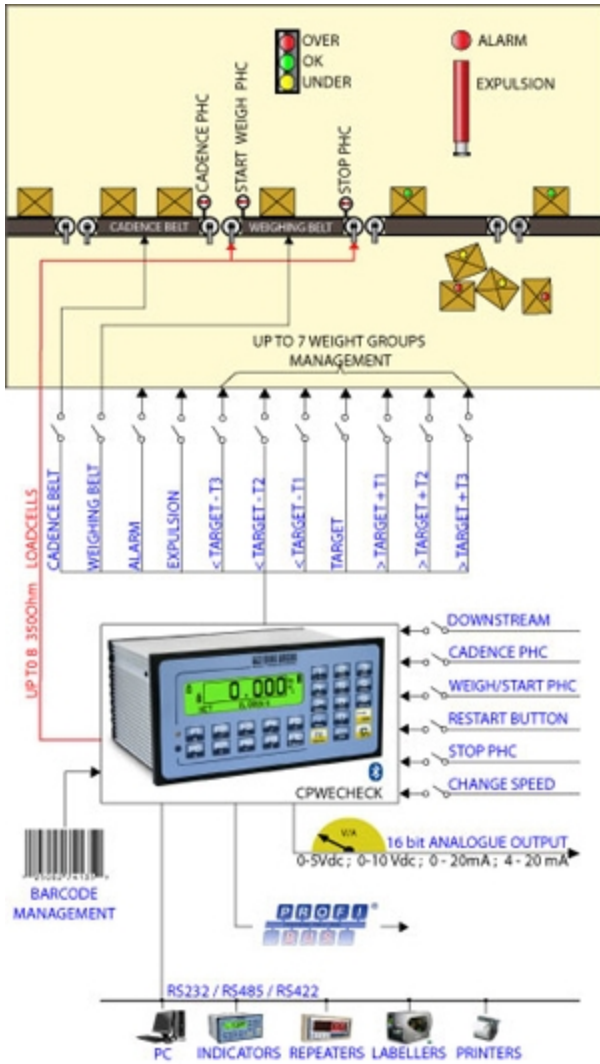 OVER
OK
UNDER
ALARM
EXPULSION
CADENCE PHC
START WEIGH PHC
STOP PHC
CADENCE BELT
WEIGHING BELT
UP TO 7 WEIGHT GROUPS
MANAGEMENT
UP TO 8 350Ohm LOADCELLS
CADENCE BELT
WEIGHING BELT
ALARM
EXPULSION
< TARGET - T3
< TARGET - T2
< TARGET - T1
TARGET
> TARGET + T1
> TARGET + T2
> TARGET + T3
DOWNSTREAM
CADENCE PHC
WEIGH/START PHC
RESTART BUTTON
STOP PHC
CHANGE SPEED
0.000
CPWECHECK
BARCODE
MANAGEMENT
V/A
16 bit ANALOGUE OUTPUT
0-5Vdc ; 0-10 Vdc ; 0 - 20mA ; 4 - 20 mA
PROFI
BUS
RS232 / RS485 / RS422
PC
INDICATORS
REPEATERS
LABELLERS
PRINTERS